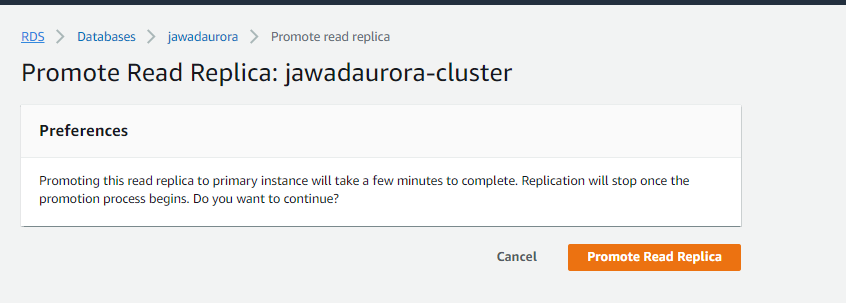 RDS > Databases > jawadaurora > Promote read replica
Promote Read Replica: jawadaurora-cluster
Preferences
Promoting this read replica to primary instance will take a few minutes to complete. Replication will stop once the
promotion process begins. Do you want to continue?
Cancel Promote Read Replica